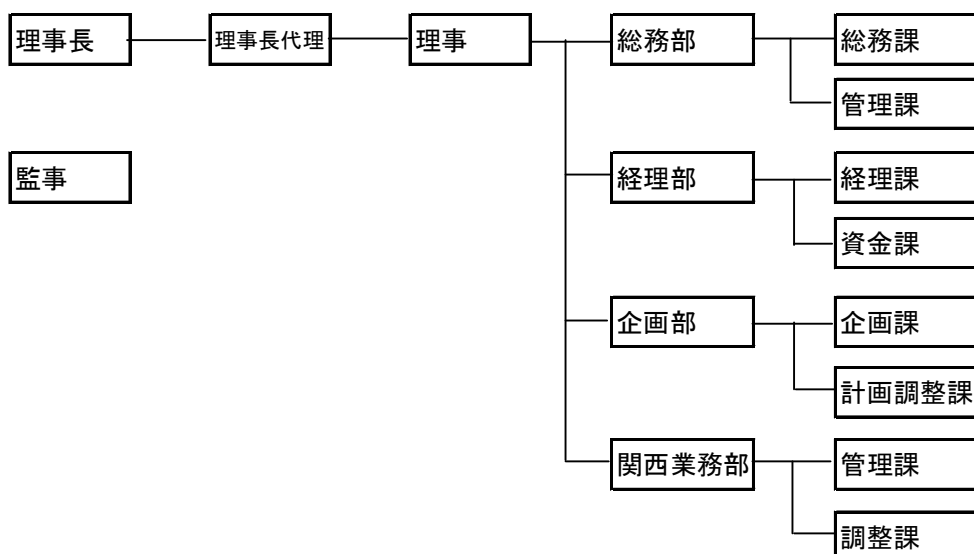 理事長
理事長代理
理事
総務部
総務課
管理課
監事
経理部
経理課
資金課
企画部
企画課
計画調整課
関西業務部
管理課
調整課